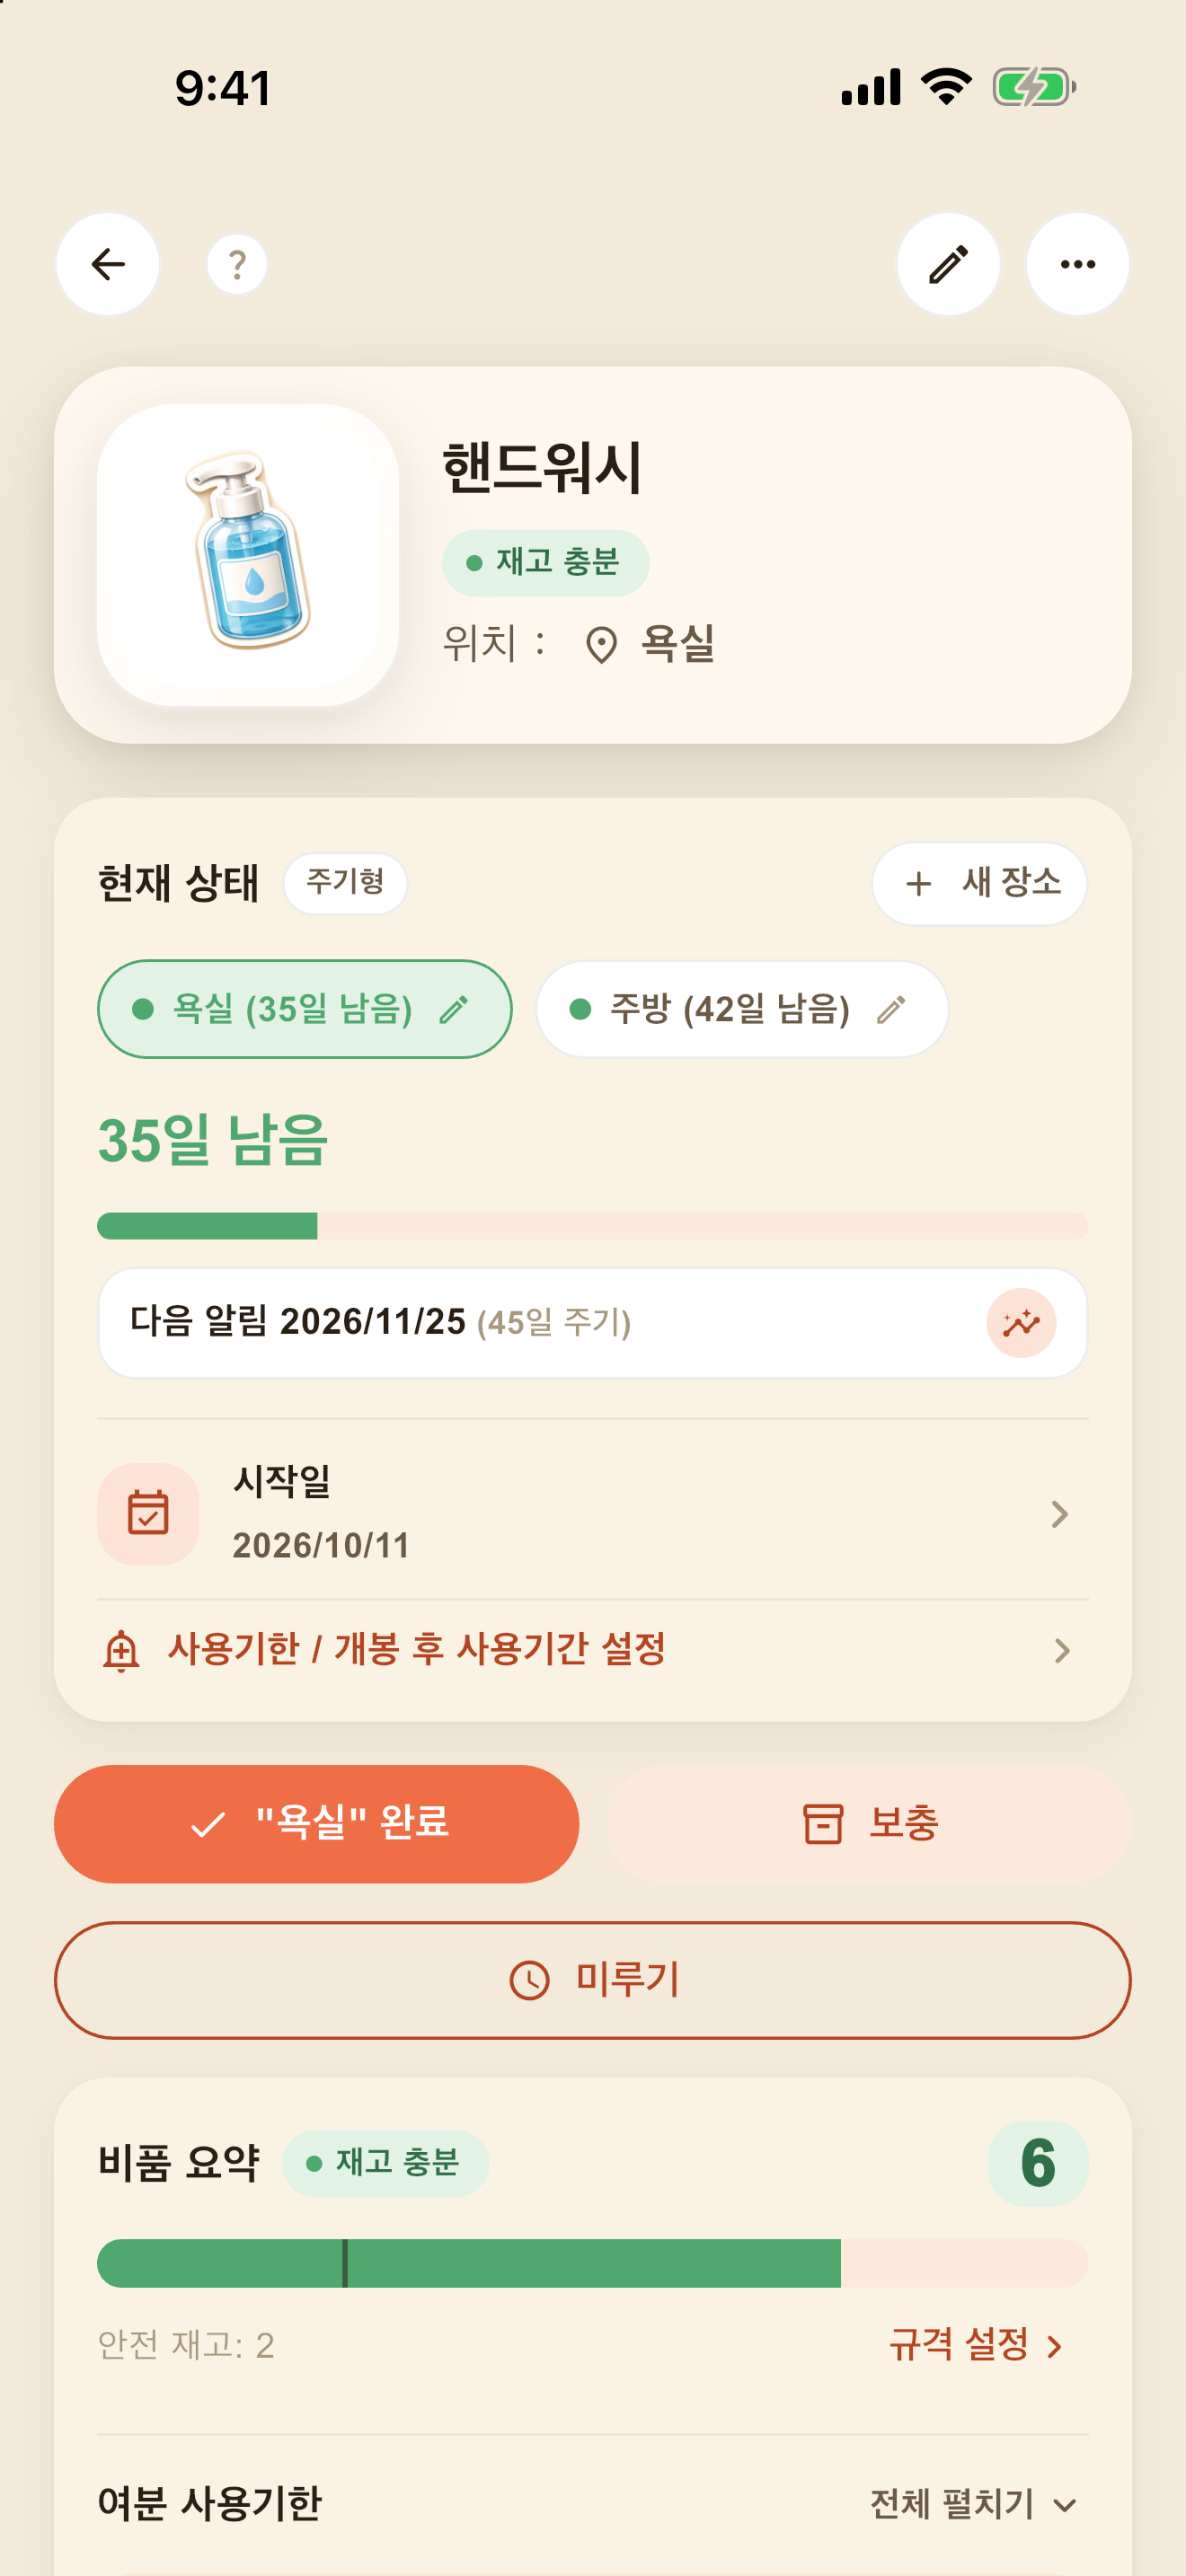 9:41
?
핸드워시
재고 충분
위치 : 욕실
현재 상태
주기형
+ 새 장소
욕실 (35일 남음)
주방 (42일 남음)
35일 남음
다음 알림 2026/11/25 (45일 주기)
시작일
2026/10/11
사용기한 / 개봉 후 사용기간 설정
"욕실" 완료
보충
미루기
비품 요약
재고 충분
6
안전 재고: 2
규격 설정
여분 사용기한
전체 펼치기